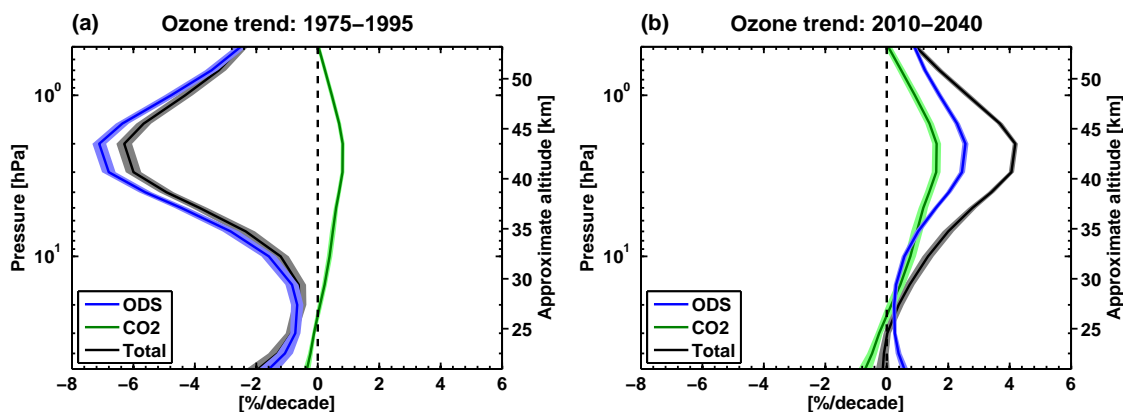 (a) Ozone trend: 1975−1995
10⁰
10¹
Pressure [hPa]
50
45
40
35
30
25
Approximate altitude [km]
ODS
CO2
Total
−8 −6 −4 −2 0 2 4 6
[%/decade]
(b) Ozone trend: 2010−2040
10⁰
10¹
Pressure [hPa]
50
45
40
35
30
25
Approximate altitude [km]
ODS
CO2
Total
−8 −6 −4 −2 0 2 4 6
[%/decade]